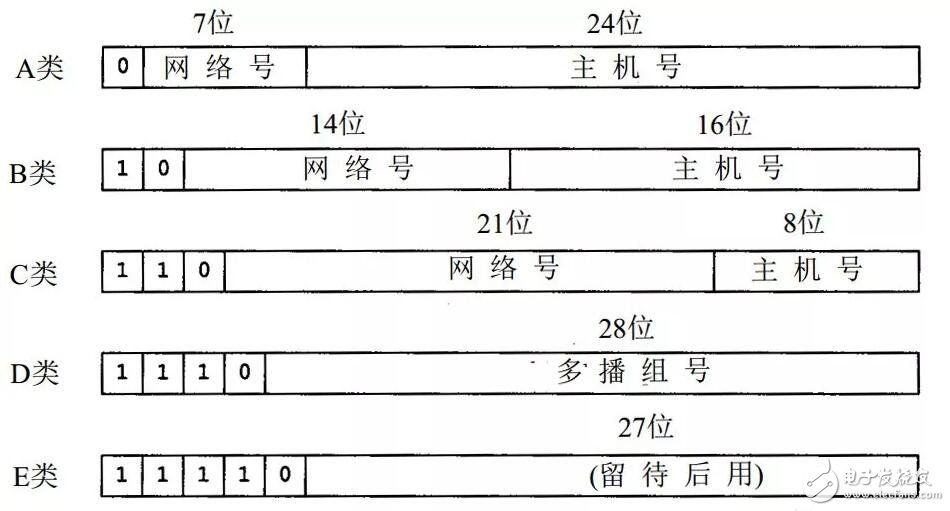 7位 24位
A类 0 网络号 主机号
14位 16位
B类 1 0 网络号 主机号
21位 8位
C类 1 1 0 网络号 主机号
28位
D类 1 1 1 0 多播组号
27位
E类 1 1 1 1 0 (留待后用)
电子发烧友
www.elecfans.com